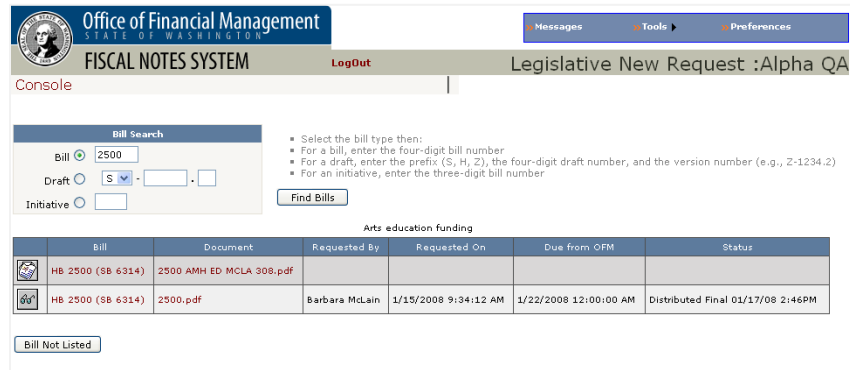 Office of Financial Management
STATE OF WASHINGTON
»Messages »Tools »Preferences
FISCAL NOTES SYSTEM
LogOut
Legislative New Request :Alpha QA
Console
Bill Search
Bill 2500
Draft S - .
Initiative
Select the bill type then:
For a bill, enter the four-digit bill number
For a draft, enter the prefix (S, H, Z), the four-digit draft number, and the version number (e.g., Z-1234.2)
For an initiative, enter the three-digit bill number
Find Bills
Arts education funding
Bill Document Requested By Requested On Due from OFM Status
HB 2500 (SB 6314) 2500 AMH ED MCLA 308.pdf
HB 2500 (SB 6314) 2500.pdf Barbara McLain 1/15/2008 9:34:12 AM 1/22/2008 12:00:00 AM Distributed Final 01/17/08 2:46PM
Bill Not Listed